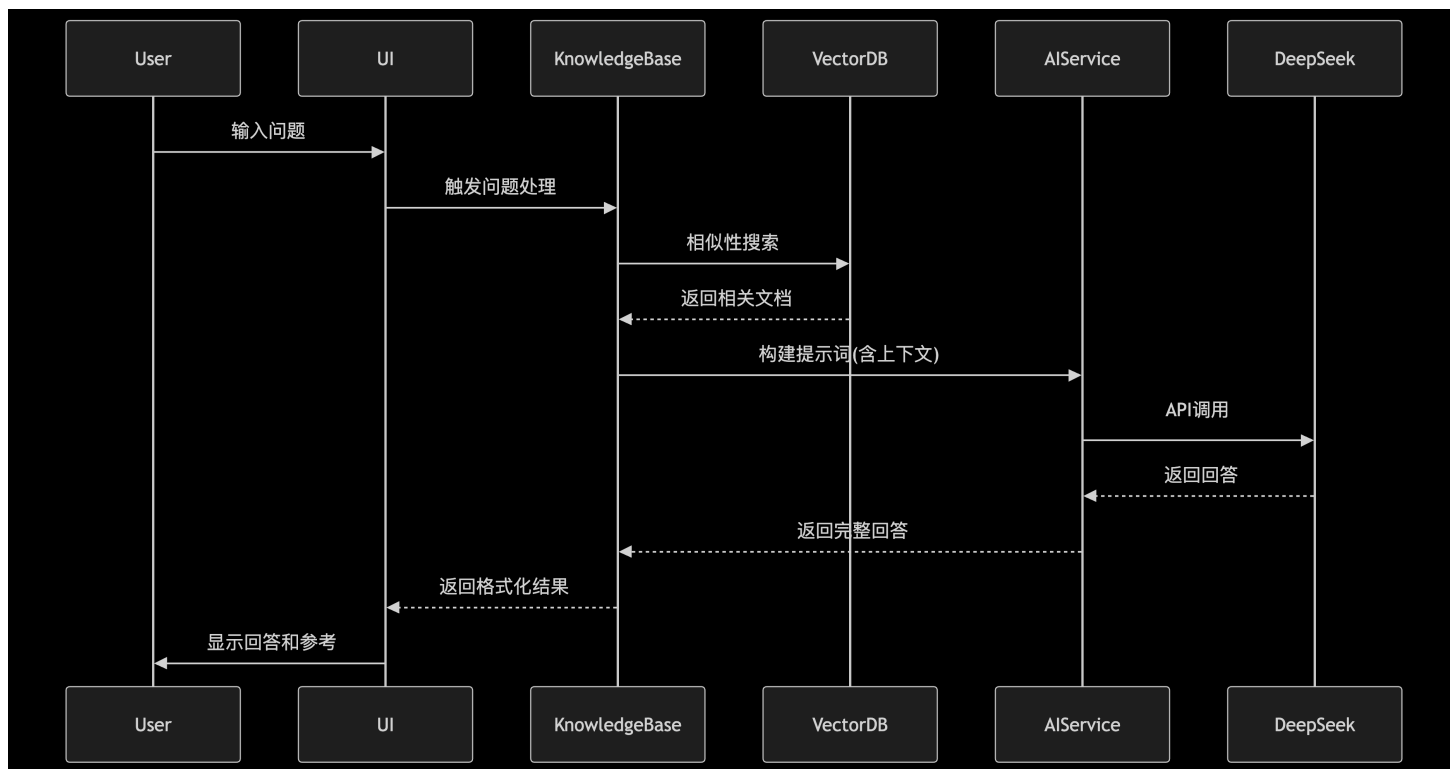 User
UI
KnowledgeBase
VectorDB
AIService
DeepSeek
输入问题
触发问题处理
相似性搜索
返回相关文档
构建提示词(含上下文)
API调用
返回回答
返回完整回答
返回格式化结果
显示回答和参考
User
UI
KnowledgeBase
VectorDB
AIService
DeepSeek